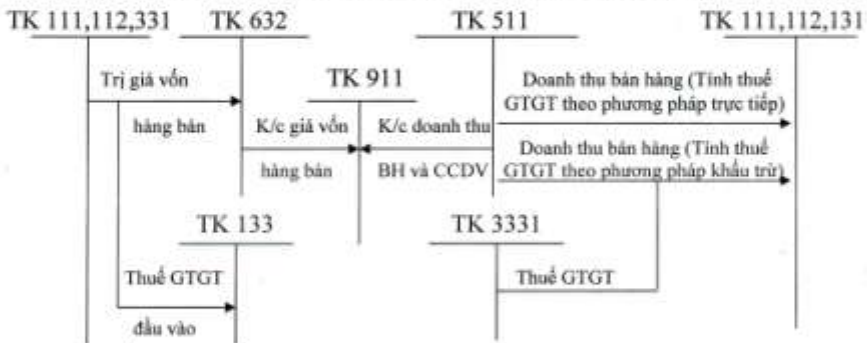 TK 111,112,331 TK 632 TK 511 TK 111,112,131
Trị giá vốn
hàng bán
TK 911
K/c giá vốn
hàng bán
K/c doanh thu
BH và CCDV
Doanh thu bán hàng (Tính thuế
GTGT theo phương pháp trực tiếp)
Doanh thu bán hàng (Tính thuế
GTGT theo phương pháp khấu trừ)
TK 133 TK 3331
Thuế GTGT
đầu vào
Thuế GTGT